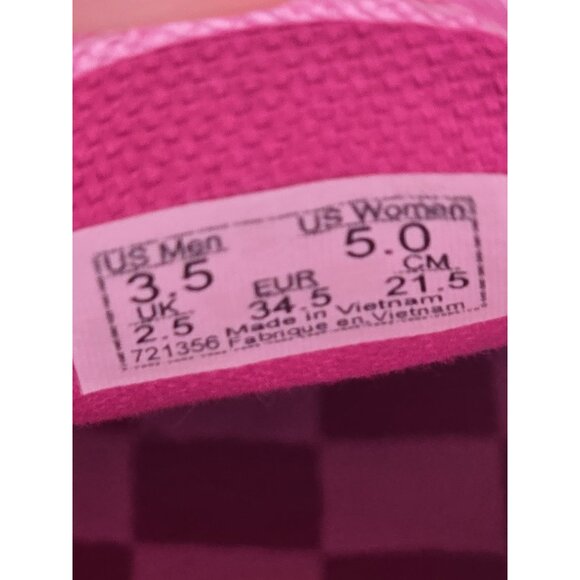 US Men US Women
3.5 5.0
UK EUR CM
2.5 34.5 21.5
Made in Vietnam
721356 Fabrique en Vietnam